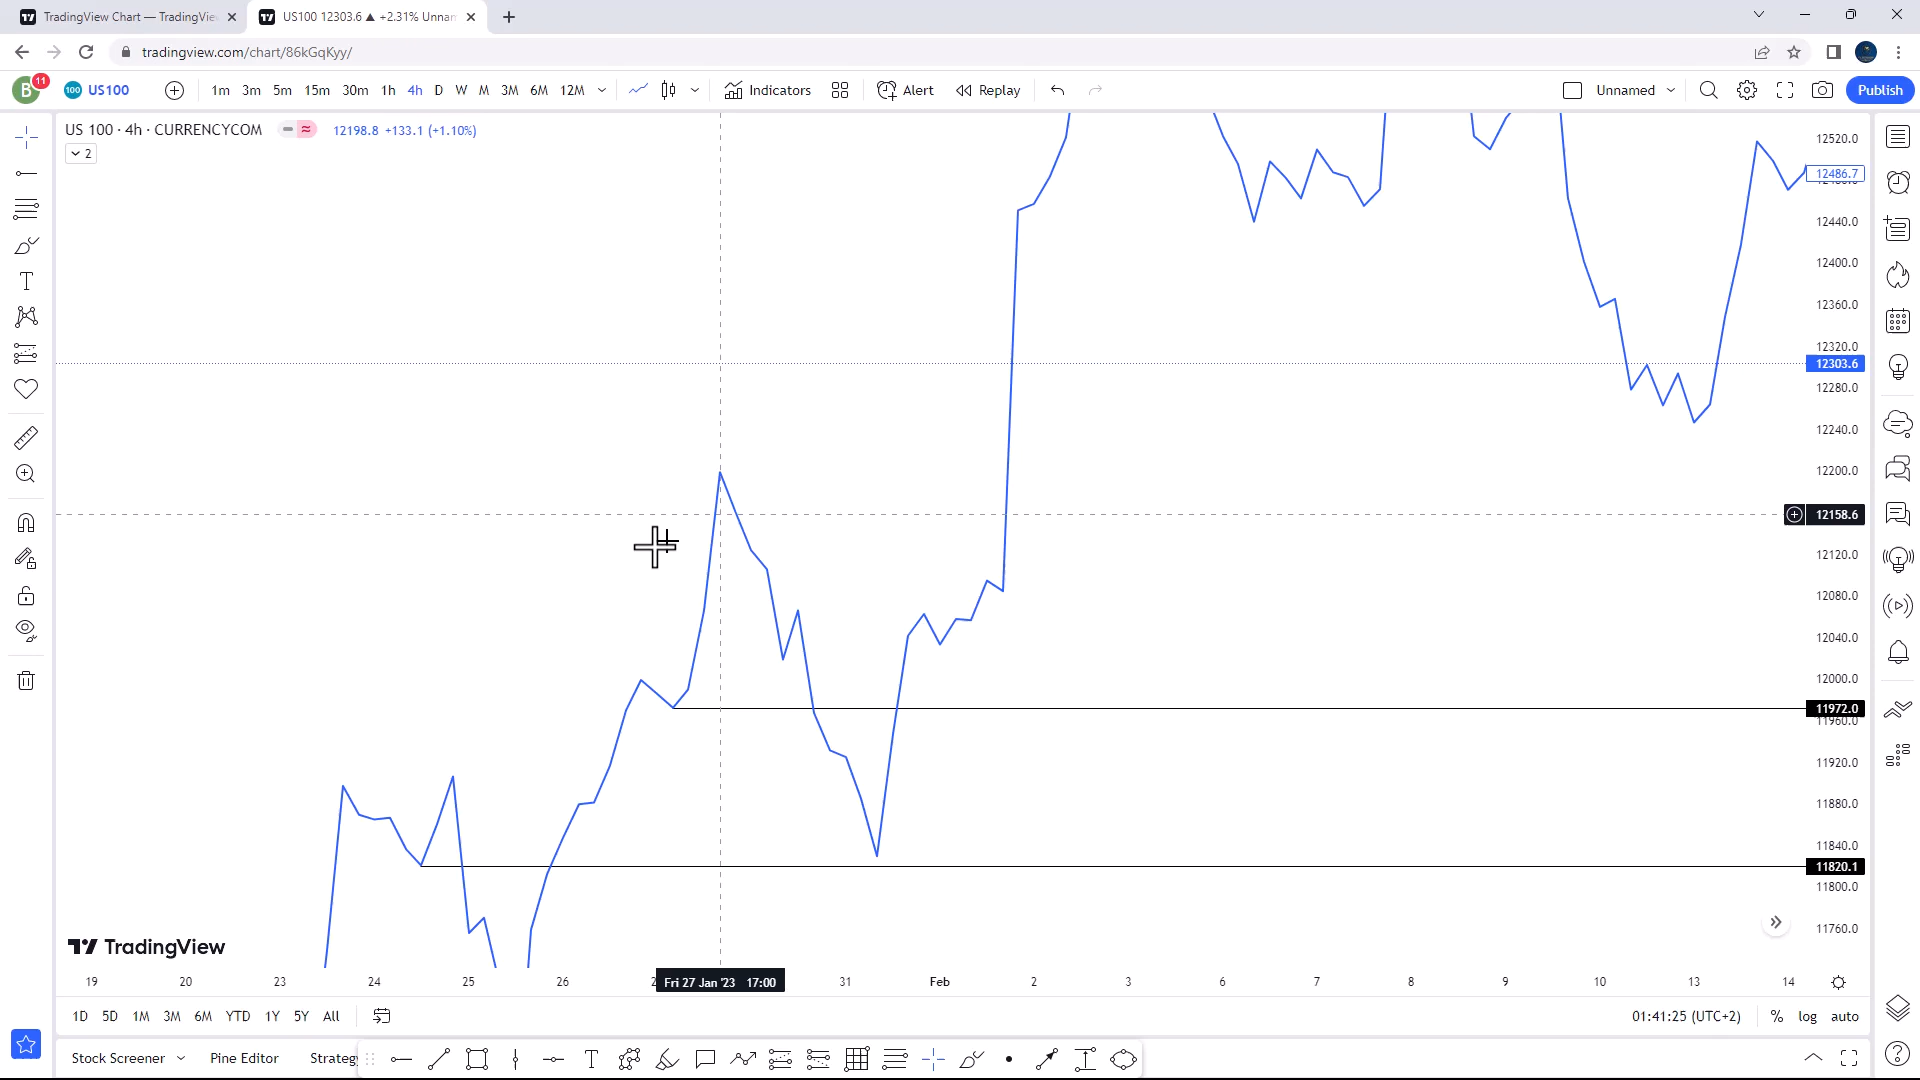 TradingView Chart — TradingVie
US100 12303.6 ▲ +2.31% Unnam
tradingview.com/chart/86kGqKyy/
B 11
100 US100
1m 3m 5m 15m 30m 1h 4h D W M 3M 6M 12M
Indicators
Alert
Replay
Unnamed
Publish
US 100 · 4h · CURRENCYCOM
12198.8 +133.1 (+1.10%)
2
12520.0
12486.7
12440.0
12400.0
12360.0
12320.0
12303.6
12280.0
12240.0
12200.0
12158.6
12120.0
12080.0
12040.0
12000.0
11972.0
11960.0
11920.0
11880.0
11840.0
11820.1
11800.0
11760.0
TradingView
19 20 23 24 25 26 Fri 27 Jan '23 17:00 31 Feb 2 3 6 7 8 9 10 13 14
1D 5D 1M 3M 6M YTD 1Y 5Y All
01:41:25 (UTC+2) % log auto
Stock Screener
Pine Editor
Strateg